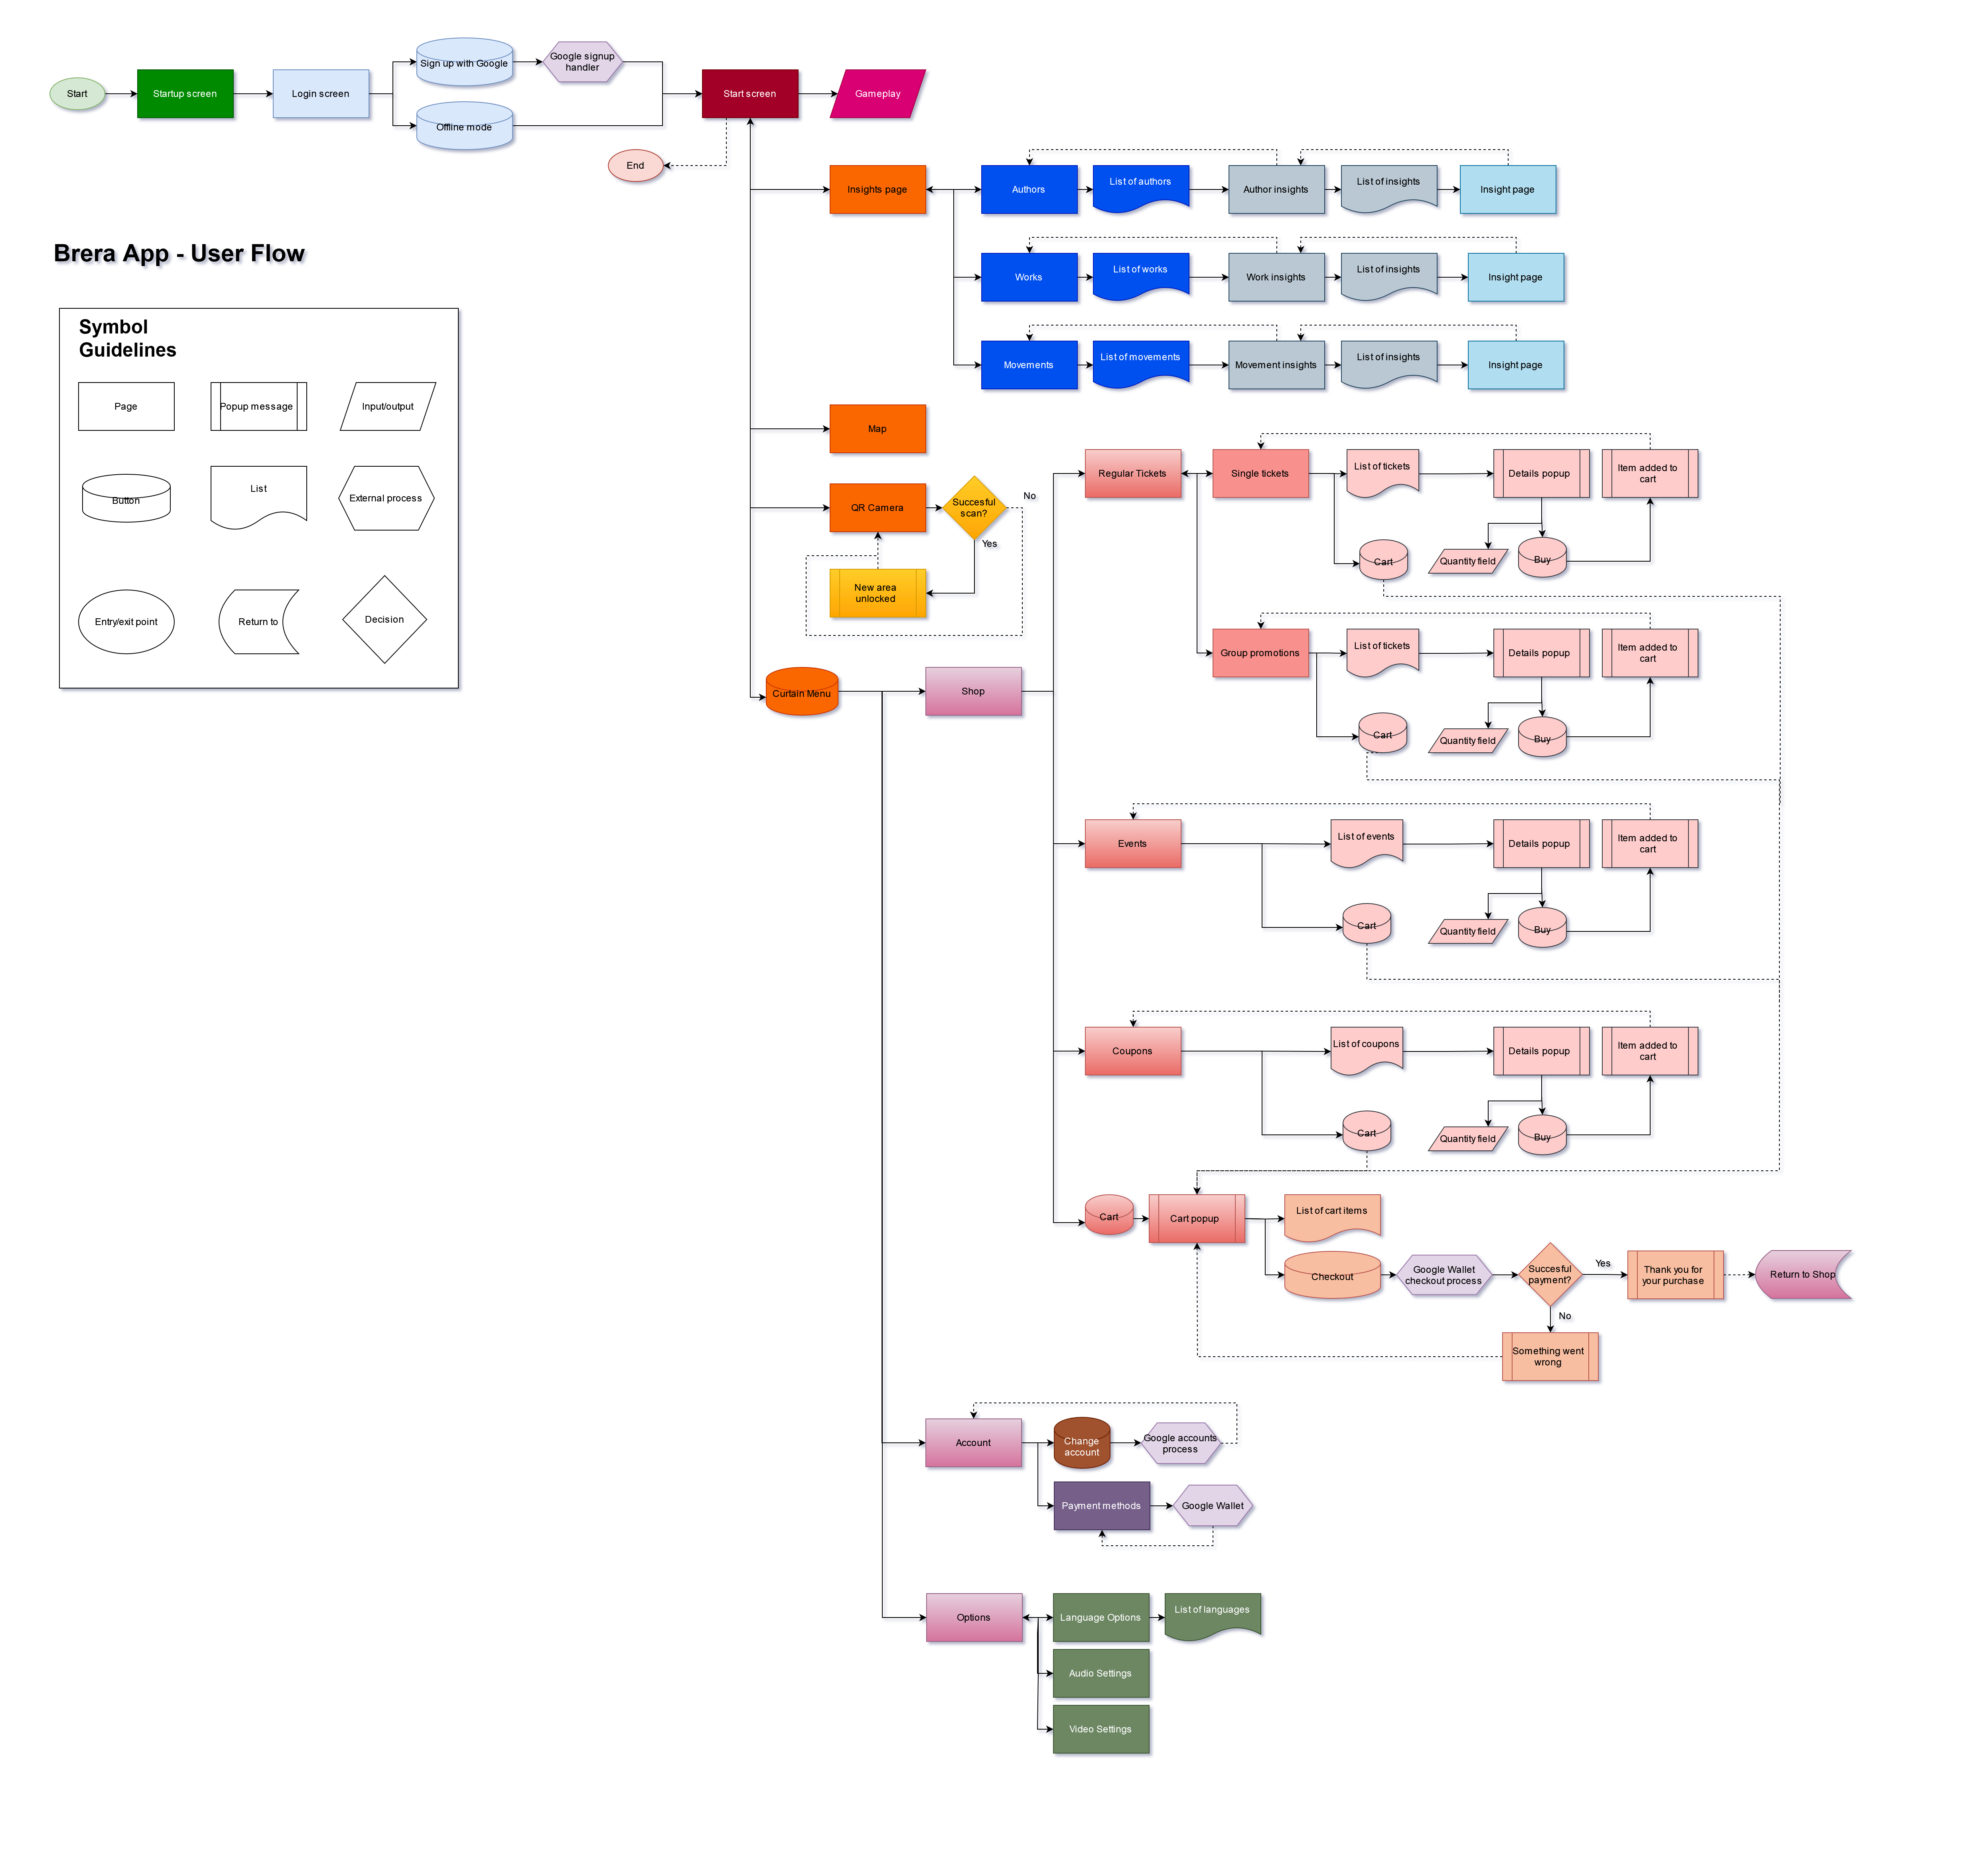 Start
Startup screen
Login screen
Sign up with Google
Google signup
handler
Offline mode
Start screen
Gameplay
End
Insights page
Authors
List of authors
Author insights
List of insights
Insight page
Brera App - User Flow
Works
List of works
Work insights
List of insights
Insight page
Movements
List of movements
Movement insights
List of insights
Insight page
Symbol
Guidelines
Page
Popup message
Input/output
Button
List
External process
Entry/exit point
Return to
Decision
Map
QR Camera
Succesful
scan?
No
Yes
New area
unlocked
Curtain Menu
Shop
Regular Tickets
Single tickets
List of tickets
Details popup
Item added to
cart
Cart
Quantity field
Buy
Group promotions
List of tickets
Details popup
Item added to
cart
Cart
Quantity field
Buy
Events
List of events
Details popup
Item added to
cart
Cart
Quantity field
Buy
Coupons
List of coupons
Details popup
Item added to
cart
Cart
Quantity field
Buy
Cart
Cart popup
List of cart items
Checkout
Google Wallet
checkout process
Succesful
payment?
Yes
Thank you for
your purchase
Return to Shop
No
Something went
wrong
Account
Change
account
Google accounts
process
Payment methods
Google Wallet
Options
Language Options
List of languages
Audio Settings
Video Settings